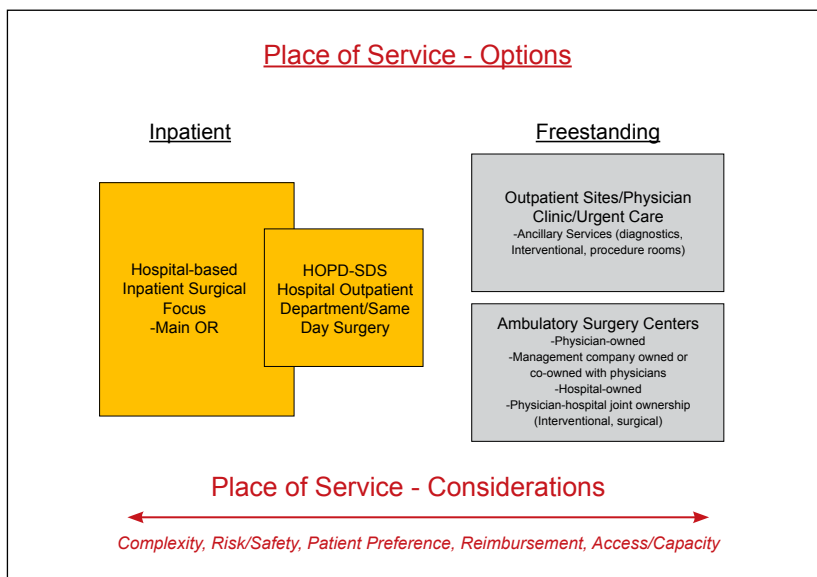 Place of Service - Options
Inpatient
Hospital-based
Inpatient Surgical
Focus
-Main OR
HOPD-SDS
Hospital Outpatient
Department/Same
Day Surgery
Freestanding
Outpatient Sites/Physician
Clinic/Urgent Care
-Ancillary Services (diagnostics,
Interventional, procedure rooms)
Ambulatory Surgery Centers
-Physician-owned
-Management company owned or
co-owned with physicians
-Hospital-owned
-Physician-hospital joint ownership
(Interventional, surgical)
Place of Service - Considerations
Complexity, Risk/Safety, Patient Preference, Reimbursement, Access/Capacity